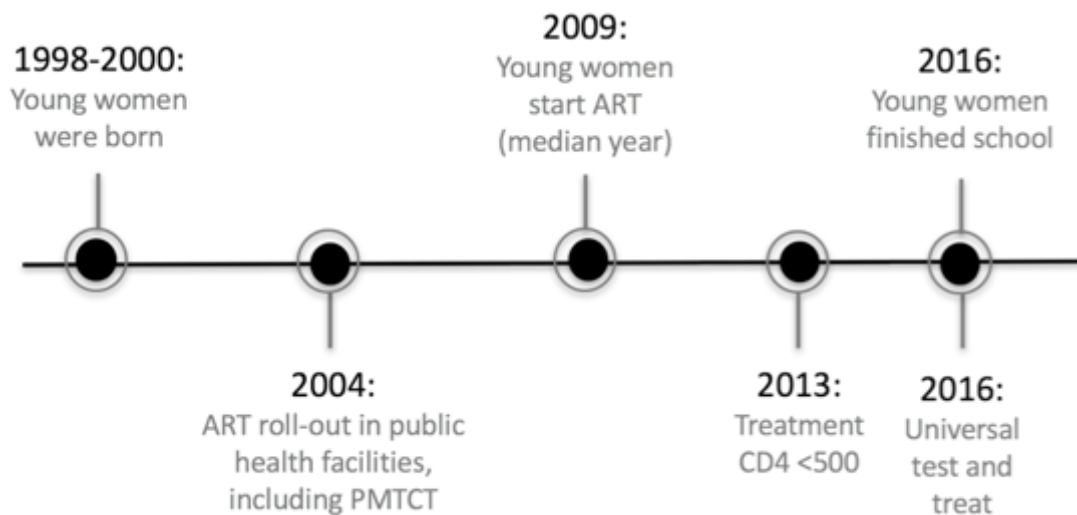 1998-2000:
Young women
were born
2009:
Young women
start ART
(median year)
2016:
Young women
finished school
2004:
ART roll-out in public
health facilities,
including PMTCT
2013:
Treatment
CD4 <500
2016:
Universal
test and
treat